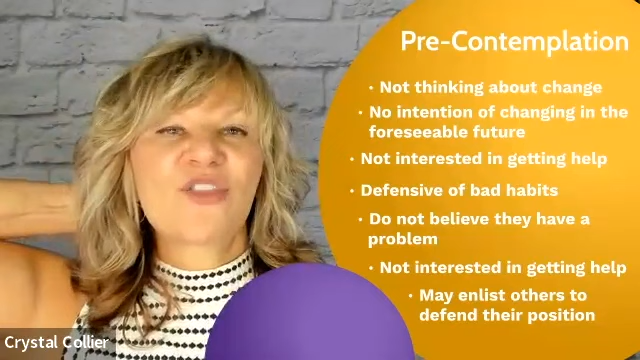 Pre-Contemplation
• Not thinking about change
• No intention of changing in the
foreseeable future
• Not interested in getting help
• Defensive of bad habits
• Do not believe they have a
problem
• Not interested in getting help
• May enlist others to
defend their position
Crystal Collier